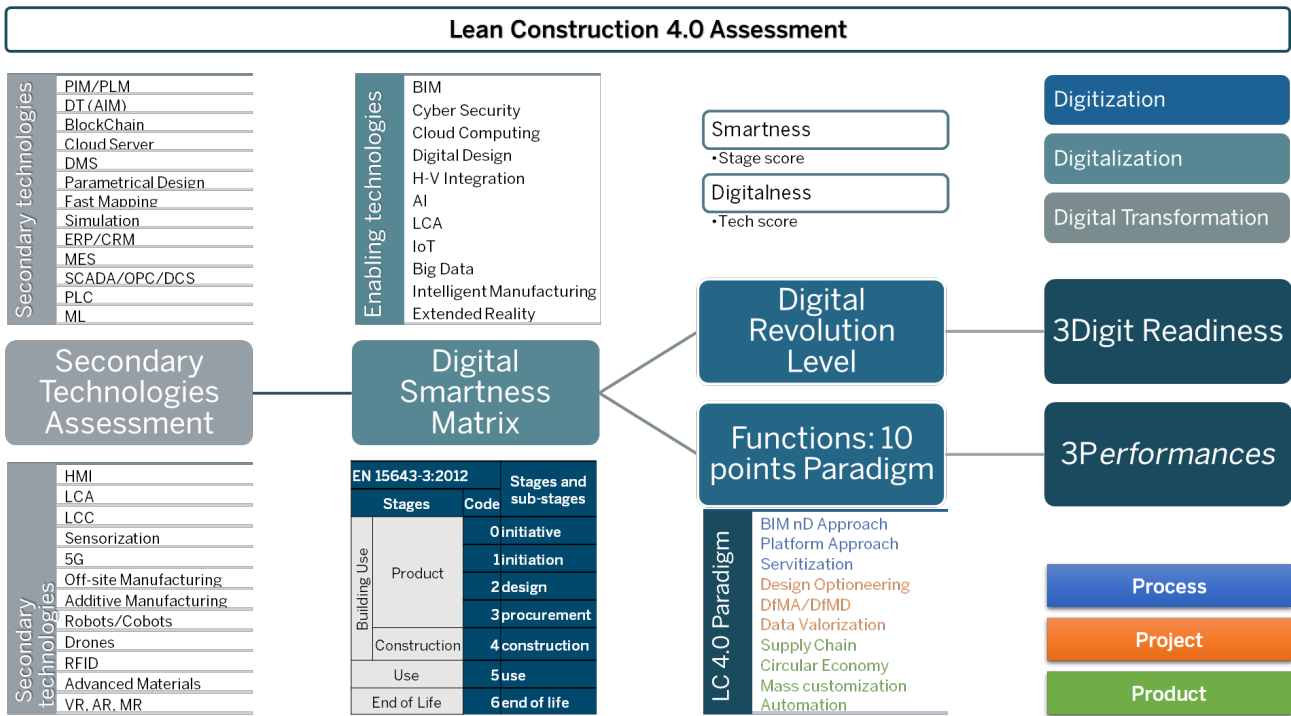 Lean Construction 4.0 Assessment
Secondary technologies
PIM/PLM
DT (AIM)
BlockChain
Cloud Server
DMS
Parametrical Design
Fast Mapping
Simulation
ERP/CRM
MES
SCADA/OPC/DCS
PLC
ML
Enabling technologies
BIM
Cyber Security
Cloud Computing
Digital Design
H-V Integration
AI
LCA
IoT
Big Data
Intelligent Manufacturing
Extended Reality
Smartness
•Stage score
Digitalness
•Tech score
Digitization
Digitalization
Digital Transformation
Secondary
Technologies
Assessment
Digital
Smartness
Matrix
Digital
Revolution
Level
3Digit Readiness
Functions: 10
points Paradigm
3Performances
Secondary
technologies
HMI
LCA
LCC
Sensorization
5G
Off-site Manufacturing
Additive Manufacturing
Robots/Cobots
Drones
RFID
Advanced Materials
VR, AR, MR
EN 15643-3:2012
Stages and
sub-stages
Stages
Code
Building Use
Product
0 initiative
1 initiation
2 design
3 procurement
Construction
4 construction
Use
5 use
End of Life
6 end of life
LC 4.0 Paradigm
BIM nD Approach
Platform Approach
Servitization
Design Optioneering
DfMA/DfMD
Data Valorization
Supply Chain
Circular Economy
Mass customization
Automation
Process
Project
Product